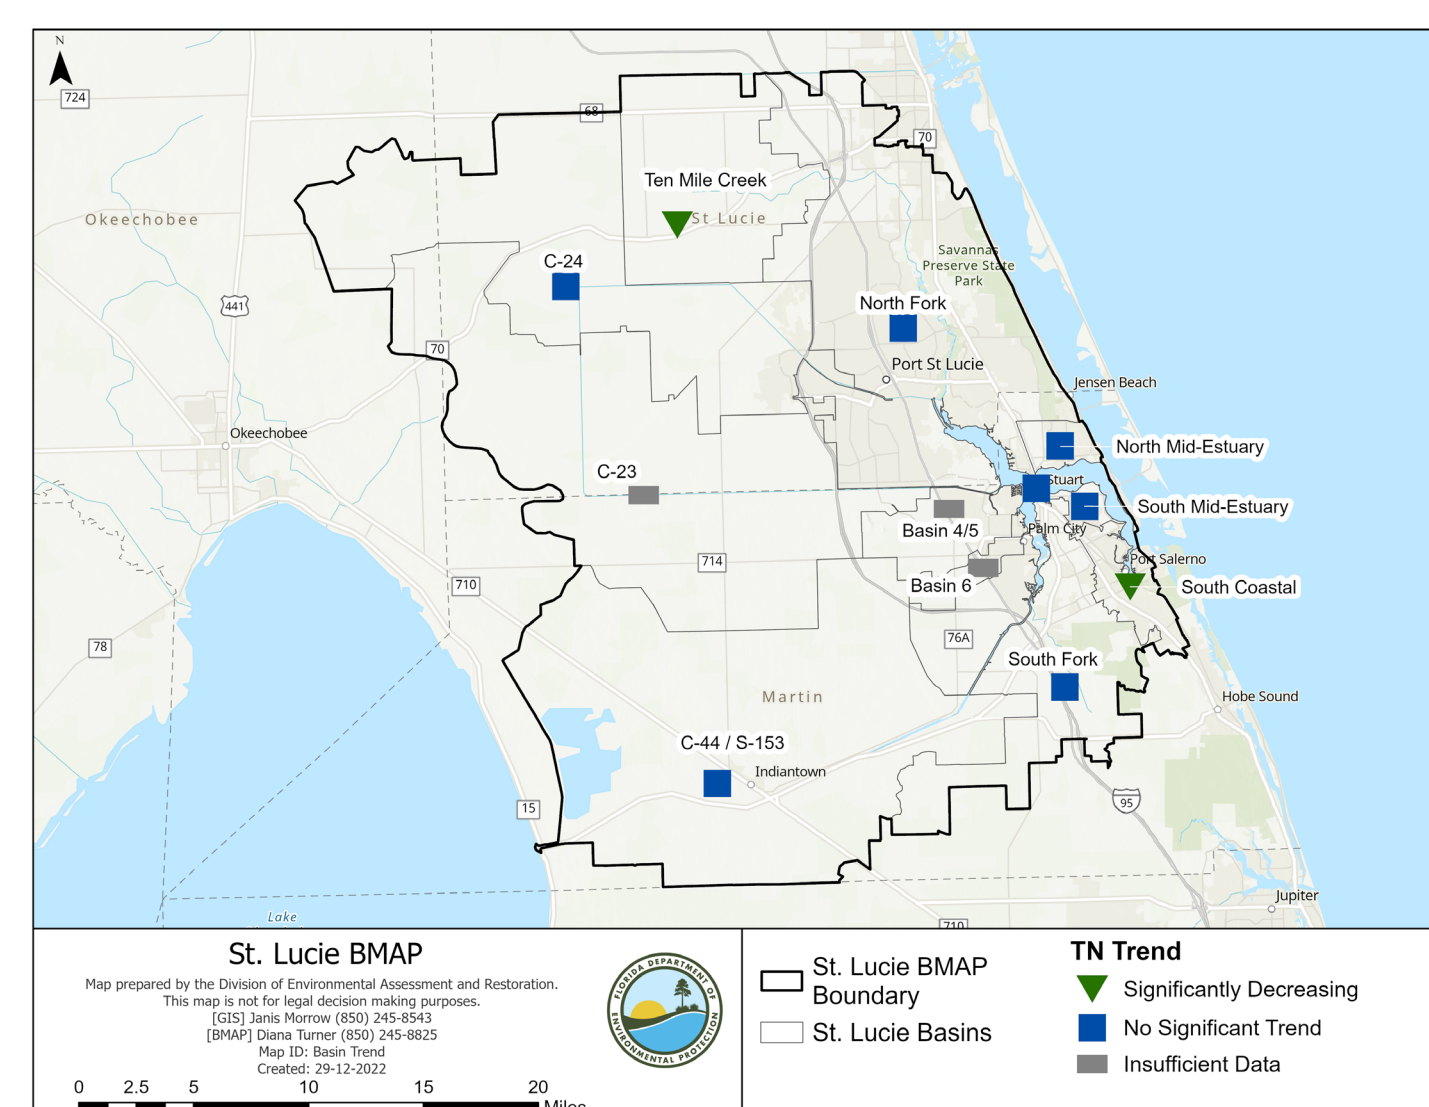 N
724
68
70
Ten Mile Creek
Okeechobee
St Lucie
Savannas
Preserve State
Park
C-24
441
North Fork
70
Port St Lucie
Jensen Beach
Okeechobee
North Mid-Estuary
C-23
Stuart
South Mid-Estuary
Basin 4/5
Palm City
714
Port Salerno
710
Basin 6
South Coastal
78
76A
South Fork
Martin
Hobe Sound
C-44 / S-153
Indiantown
15
95
Jupiter
Lake
710
St. Lucie BMAP
Map prepared by the Division of Environmental Assessment and Restoration.
This map is not for legal decision making purposes.
[GIS] Janis Morrow (850) 245-8543
[BMAP] Diana Turner (850) 245-8825
Map ID: Basin Trend
Created: 29-12-2022
0 2.5 5 10 15 20
Miles
FLORIDA DEPARTMENT OF
ENVIRONMENTAL PROTECTION
St. Lucie BMAP
Boundary
St. Lucie Basins
TN Trend
Significantly Decreasing
No Significant Trend
Insufficient Data